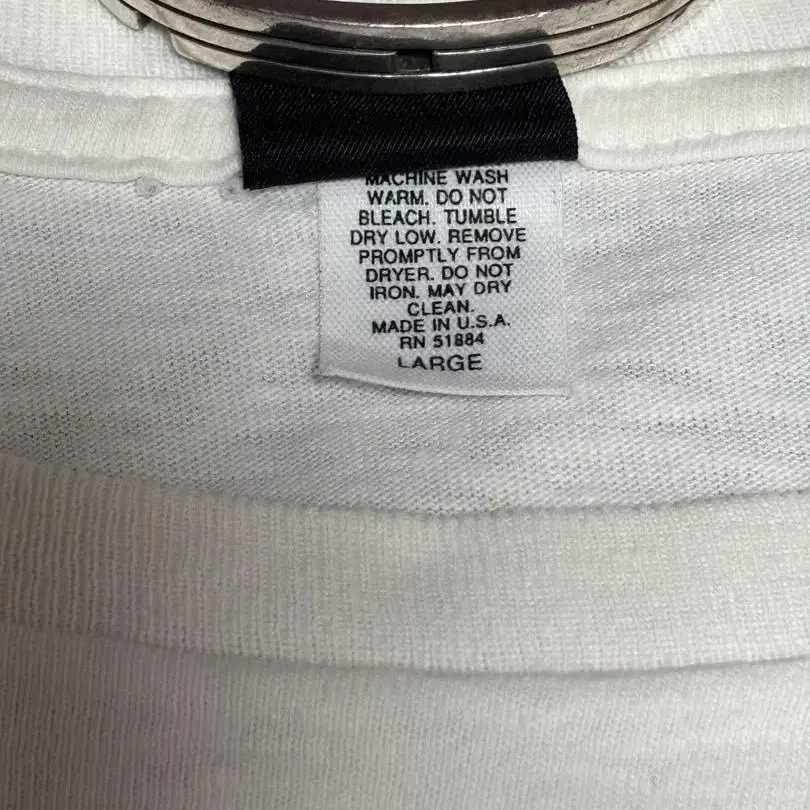 MACHINE WASH
WARM. DO NOT
BLEACH. TUMBLE
DRY LOW. REMOVE
PROMPTLY FROM
DRYER. DO NOT
IRON. MAY DRY
CLEAN.
MADE IN U.S.A.
RN 51884
LARGE